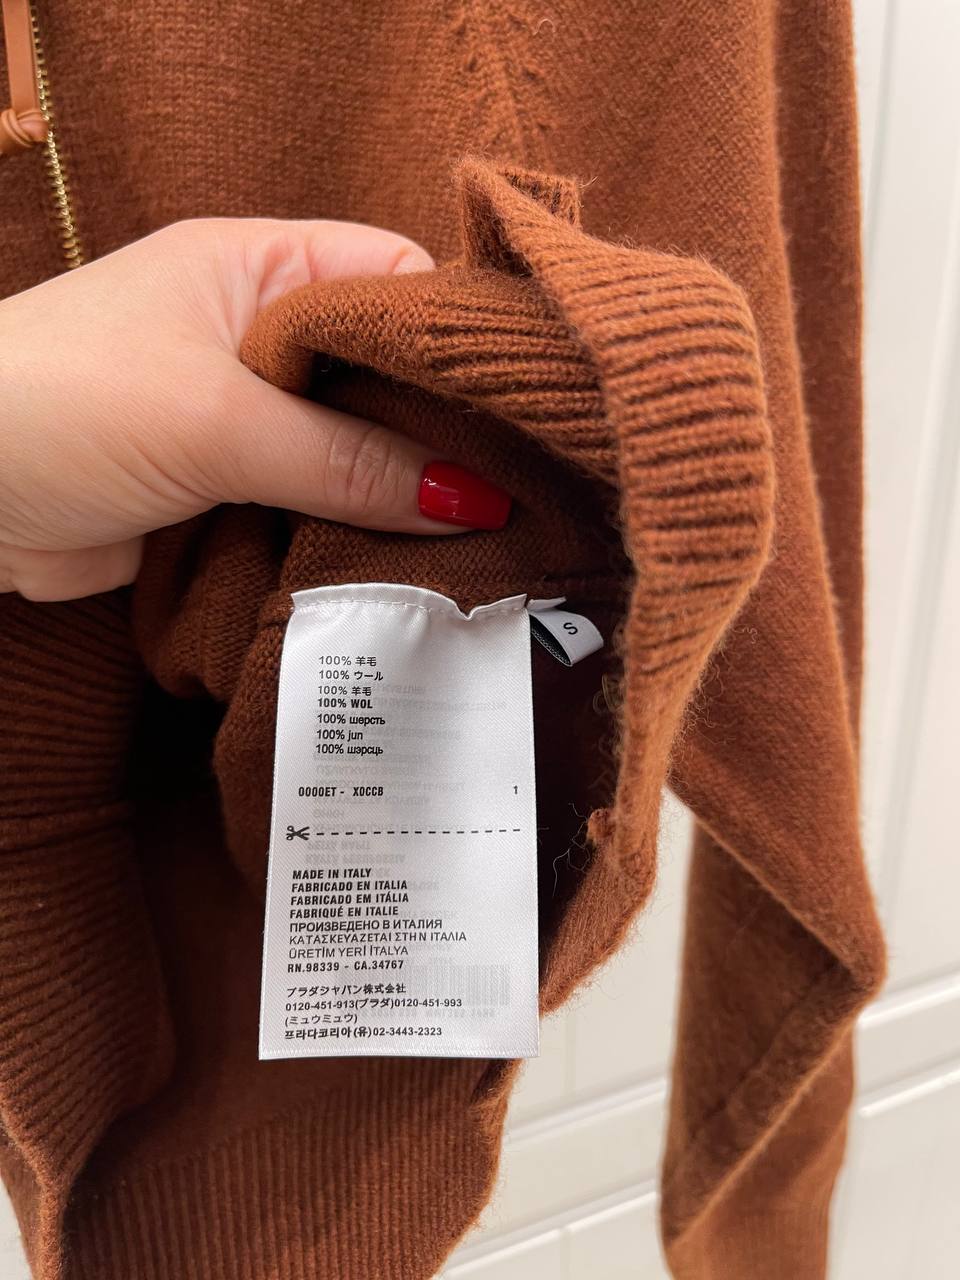 100% 羊毛
100% ウール
100% 羊毛
100% WOL
100% шерсть
100% jun
100% шэрсць
0000ET - X0CCB 1
MADE IN ITALY
FABRICADO EN ITALIA
FABRICADO EM ITÁLIA
FABRIQUÉ EN ITALIE
ПРОИЗВЕДЕНО В ИТАЛИЯ
ΚΑΤΑΣΚΕΥΑΖΕΤΑΙ ΣΤΗΝ ΙΤΑΛΙΑ
ÜRETİM YERİ İTALYA
RN.98339 - CA.34767
プラダジャパン株式会社
0120-451-913(プラダ)0120-451-993
(ミュウミュウ)
프라다코리아(유)02-3443-2323
S